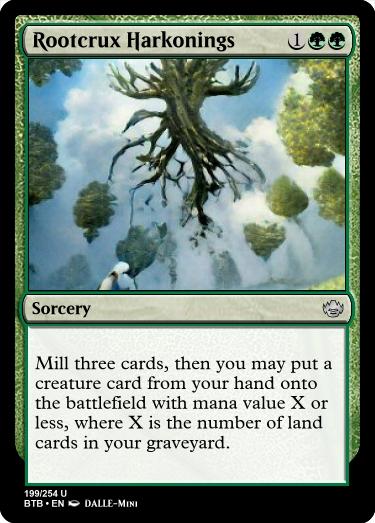 Rootcrux Harkonings 1
Sorcery
Mill three cards, then you may put a
creature card from your hand onto
the battlefield with mana value X or
less, where X is the number of land
cards in your graveyard.
199/254 U
BTB • EN DALLE-Mini